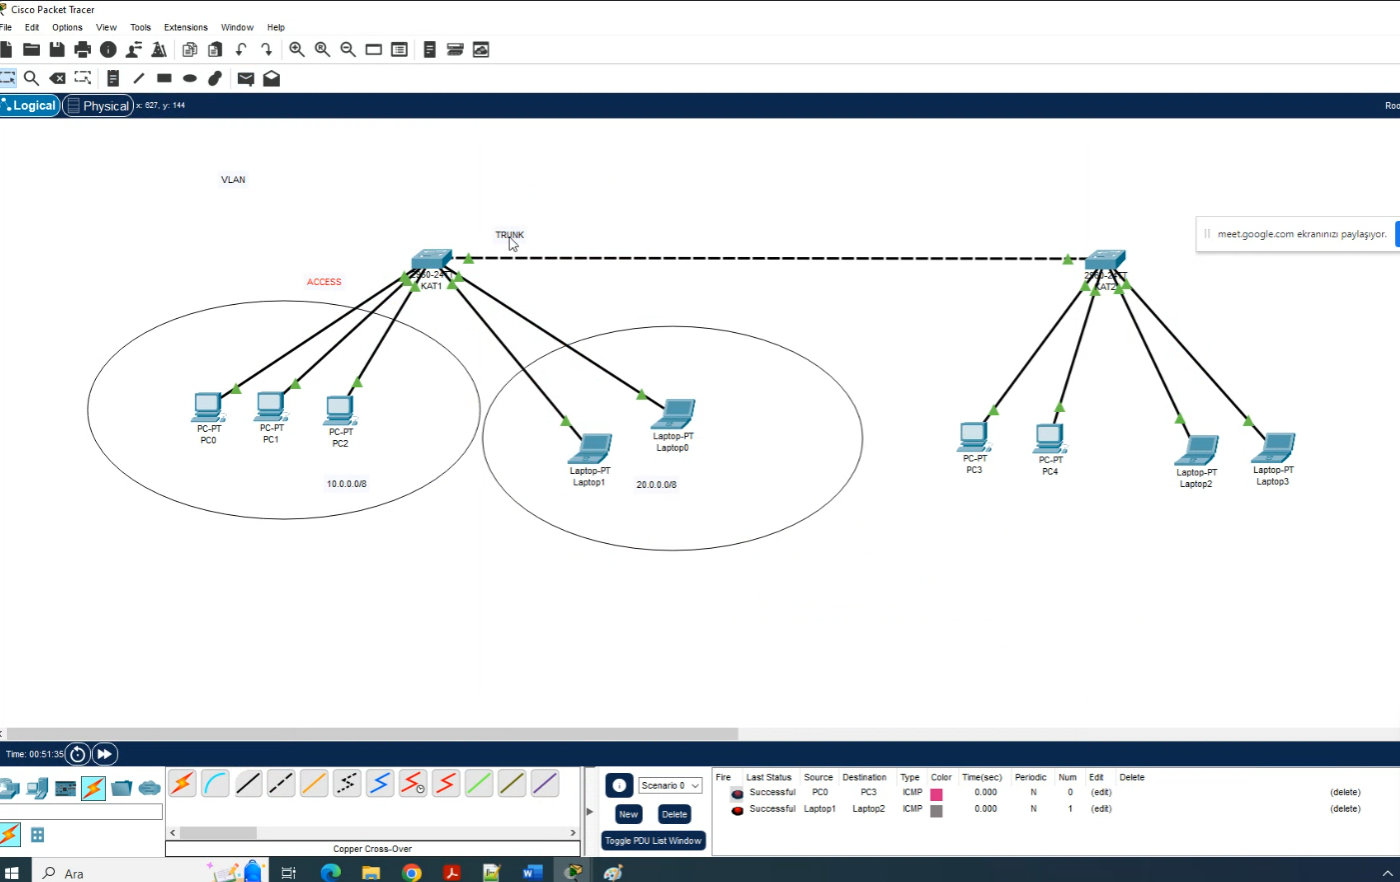 Cisco Packet Tracer
File Edit Options View Tools Extensions Window Help
Logical Physical x: 627, y: 144
Roo
VLAN
TRUNK
meet.google.com ekranınızı paylaşıyor.
ACCESS
KAT1
KAT2
PC-PT
PC0
PC-PT
PC1
PC-PT
PC2
Laptop-PT
Laptop0
Laptop-PT
Laptop1
PC-PT
PC3
PC-PT
PC4
Laptop-PT
Laptop2
Laptop-PT
Laptop3
10.0.0.0/8
20.0.0.0/8
Time: 00:51:35
Scenario 0
New Delete
Toggle PDU List Window
Fire Last Status Source Destination Type Color Time(sec) Periodic Num Edit Delete
Successful PC0 PC3 ICMP 0.000 N 0 (edit) (delete)
Successful Laptop1 Laptop2 ICMP 0.000 N 1 (edit) (delete)
Copper Cross-Over
Ara